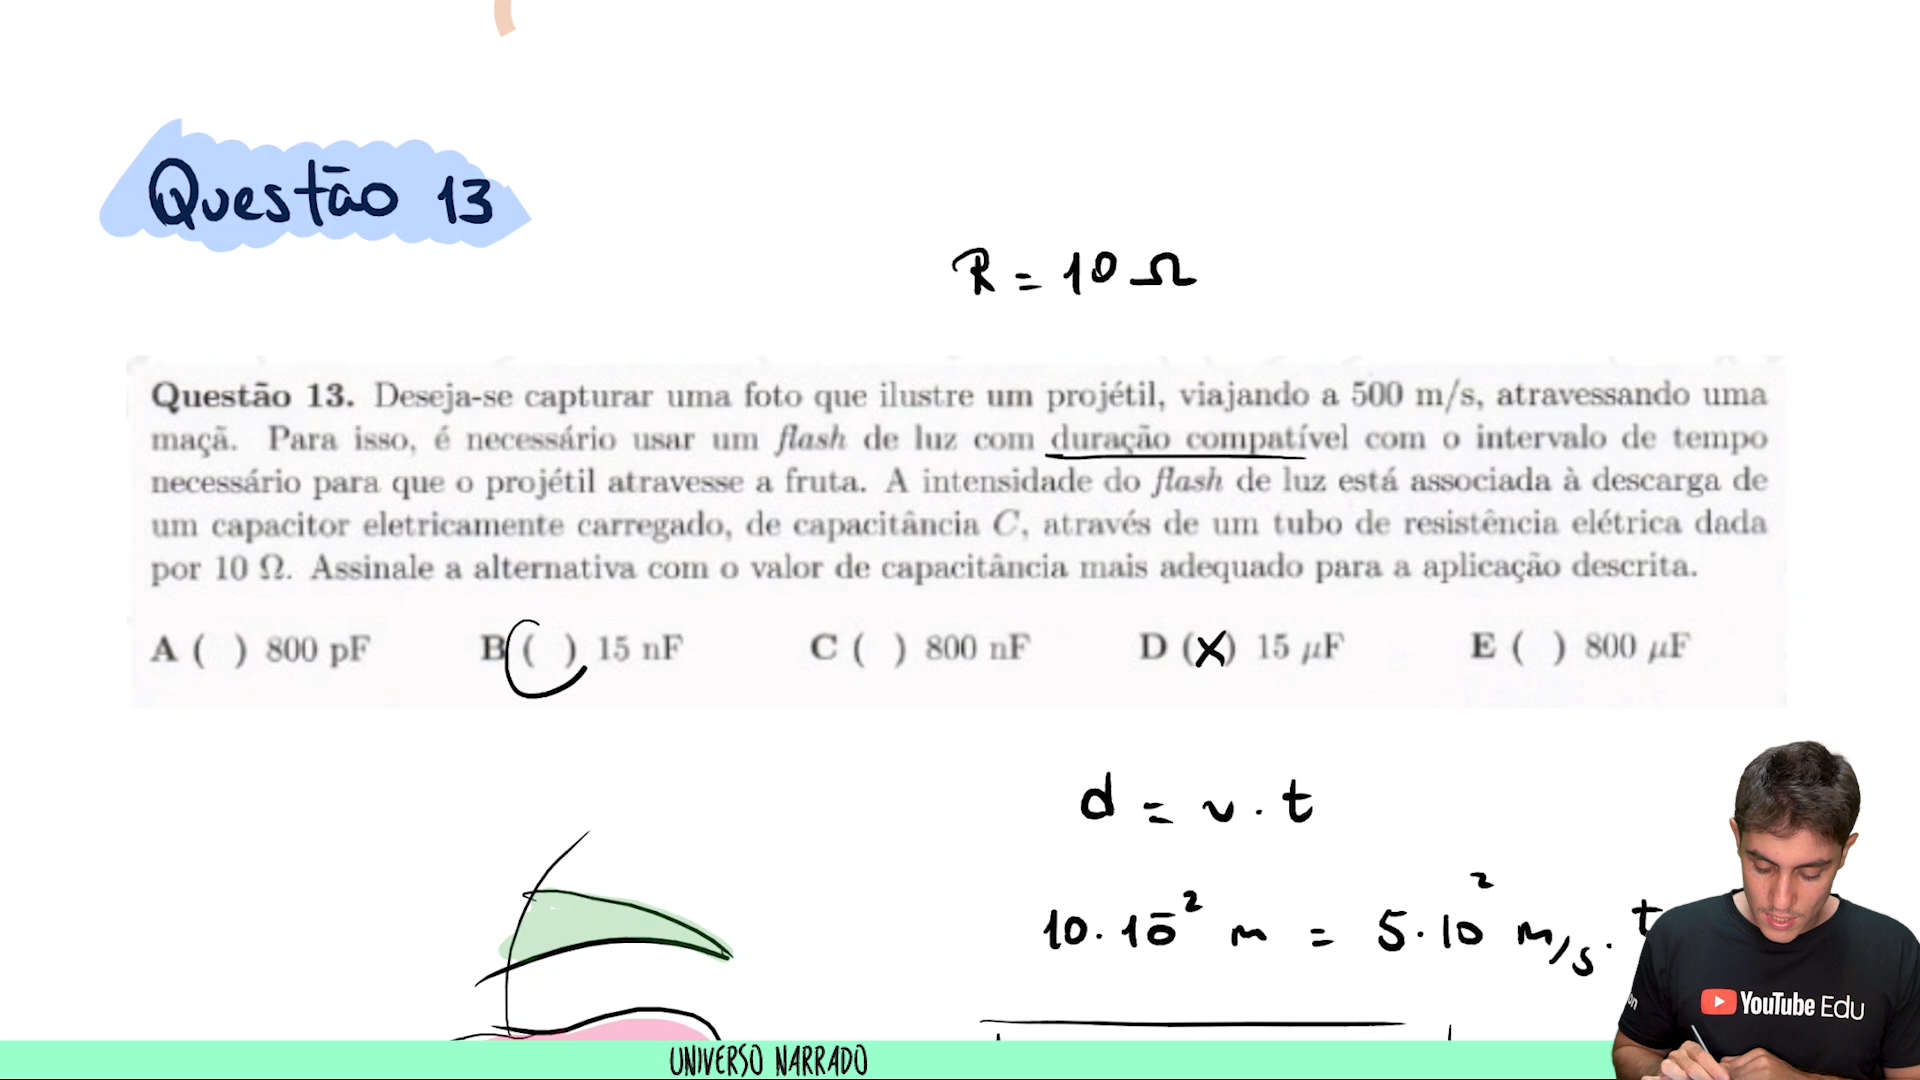 Questão 13
R = 10 Ω
Questão 13. Deseja-se capturar uma foto que ilustre um projétil, viajando a 500 m/s, atravessando uma
maçã. Para isso, é necessário usar um flash de luz com duração compatível com o intervalo de tempo
necessário para que o projétil atravesse a fruta. A intensidade do flash de luz está associada à descarga de
um capacitor eletricamente carregado, de capacitância C, através de um tubo de resistência elétrica dada
por 10 Ω. Assinale a alternativa com o valor de capacitância mais adequado para a aplicação descrita.
A ( ) 800 pF B ( ) 15 nF C ( ) 800 nF D (X) 15 μF E ( ) 800 μF
d = v . t
10. 10⁻² m = 5.10² m/s . t
YouTube Edu
UNIVERSO NARRADO